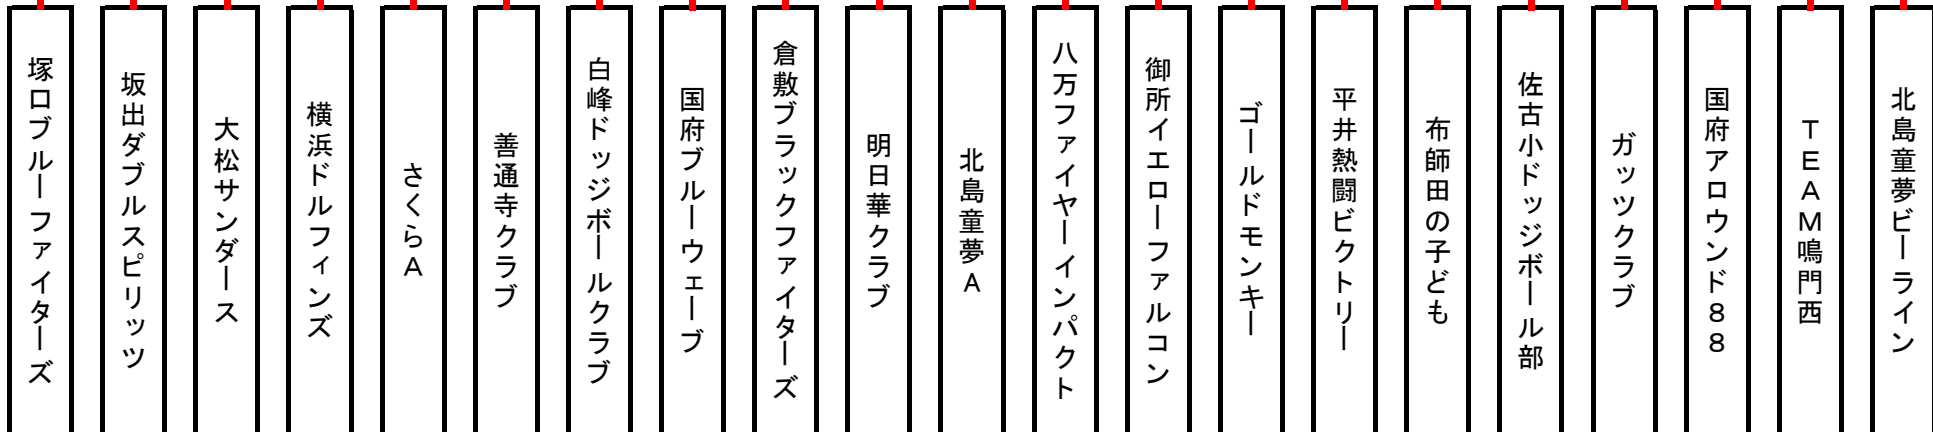 塚ロブルーファイターズ
坂出ダブルスピリッツ
大松サンダース
横浜ドルフィンズ
さくらA
善通寺クラブ
白峰ドッジボールクラブ
国府ブルーウェーブ
倉敷ブラックファイターズ
明日華クラブ
北島童夢A
八万ファイヤーインパクト
御所イエローファルコン
ゴールドモンキー
平井熱闘ビクトリー
布師田の子ども
佐古小ドッジボール部
ガッツクラブ
国府アロウンド88
TEAM鳴門西
北島童夢ビーライン